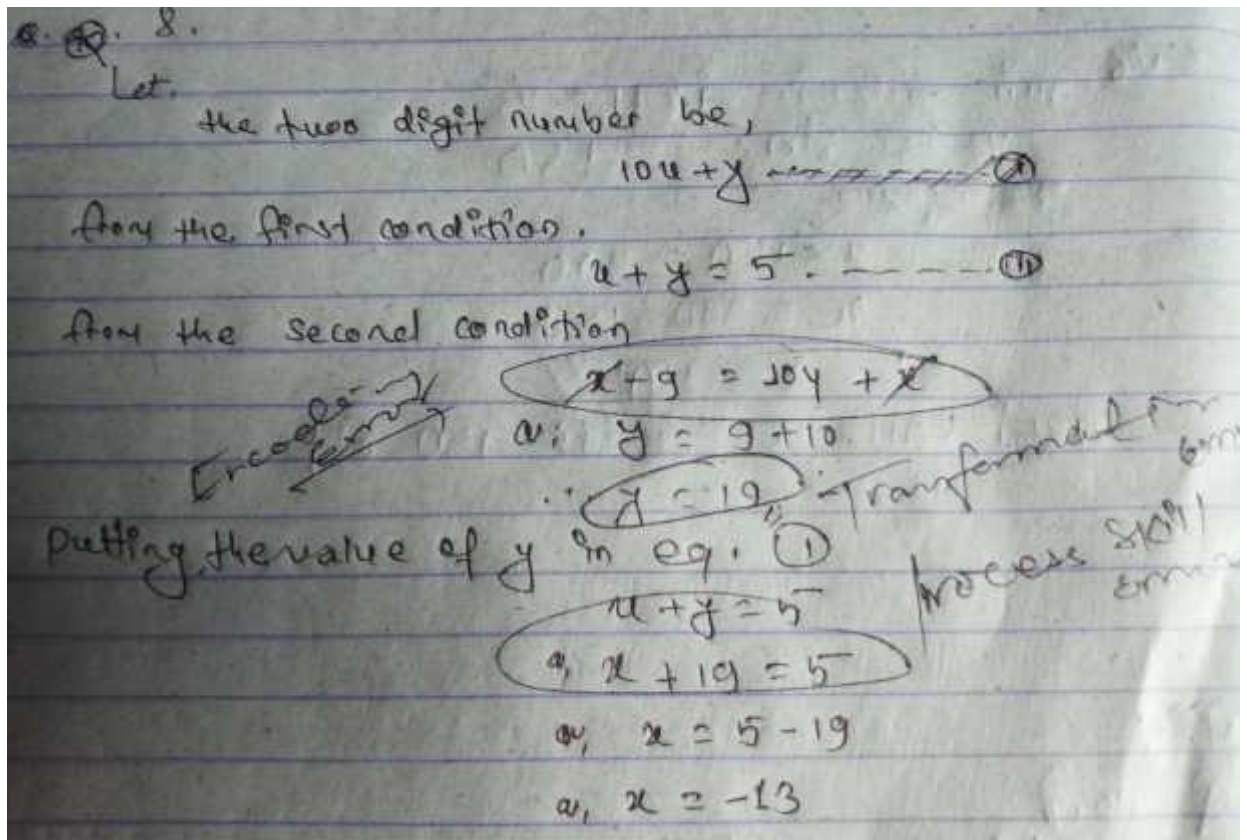 Q. 8.
Let.
the two digit number be,
10x + y
from the first condition.
x + y = 5. ----- (ii)
from the second condition
x + 9 = 10y + x
or, y = 9 + 10
∴ y = 19,,
Encoding Error
Transformation Error
Putting the value of y in eq. (i)
Process skill error
x + y = 5
or, x + 19 = 5
or, x = 5 - 19
or, x = -13